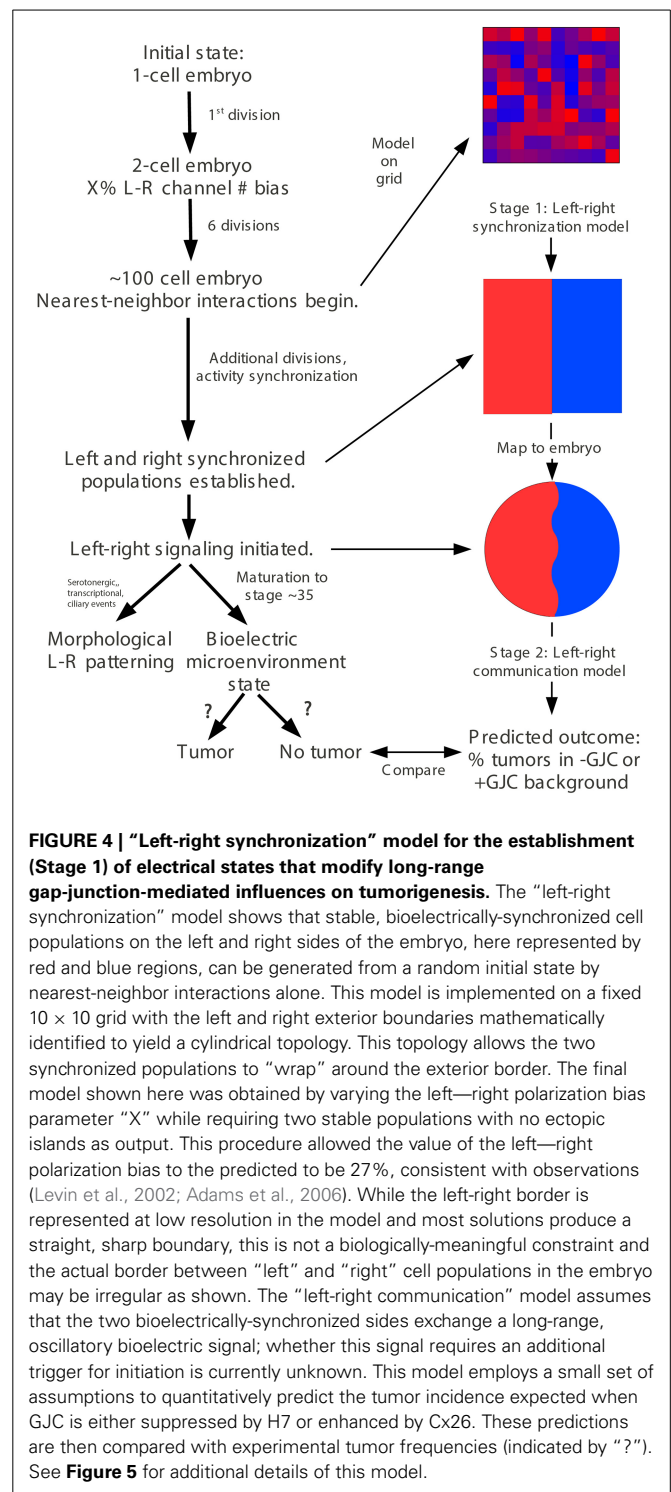 Initial state:
1-cell embryo
1st division
2-cell embryo
X% L-R channel # bias
6 divisions
~100 cell embryo
Nearest-neighbor interactions begin.
Additional divisions,
activity synchronization
Left and right synchronized
populations established.
Left-right signaling initiated.
Serotonergic,,
transcriptional,
ciliary events
Maturation to
stage ~35
Morphological
L-R patterning
Bioelectric
microenvironment
state
?
?
Tumor
No tumor
Compare
Model
on
grid
Stage 1: Left-right
synchronization model
Map to embryo
Stage 2: Left-right
communication model
Predicted outcome:
% tumors in -GJC or
+GJC background
FIGURE 4 | “Left-right synchronization” model for the establishment
(Stage 1) of electrical states that modify long-range
gap-junction-mediated influences on tumorigenesis. The “left-right
synchronization” model shows that stable, bioelectrically-synchronized cell
populations on the left and right sides of the embryo, here represented by
red and blue regions, can be generated from a random initial state by
nearest-neighbor interactions alone. This model is implemented on a fixed
10 × 10 grid with the left and right exterior boundaries mathematically
identified to yield a cylindrical topology. This topology allows the two
synchronized populations to “wrap” around the exterior border. The final
model shown here was obtained by varying the left—right polarization bias
parameter “X” while requiring two stable populations with no ectopic
islands as output. This procedure allowed the value of the left—right
polarization bias to the predicted to be 27%, consistent with observations
(Levin et al., 2002; Adams et al., 2006). While the left-right border is
represented at low resolution in the model and most solutions produce a
straight, sharp boundary, this is not a biologically-meaningful constraint and
the actual border between “left” and “right” cell populations in the embryo
may be irregular as shown. The “left-right communication” model assumes
that the two bioelectrically-synchronized sides exchange a long-range,
oscillatory bioelectric signal; whether this signal requires an additional
trigger for initiation is currently unknown. This model employs a small set of
assumptions to quantitatively predict the tumor incidence expected when
GJC is either suppressed by H7 or enhanced by Cx26. These predictions
are then compared with experimental tumor frequencies (indicated by “?”).
See Figure 5 for additional details of this model.